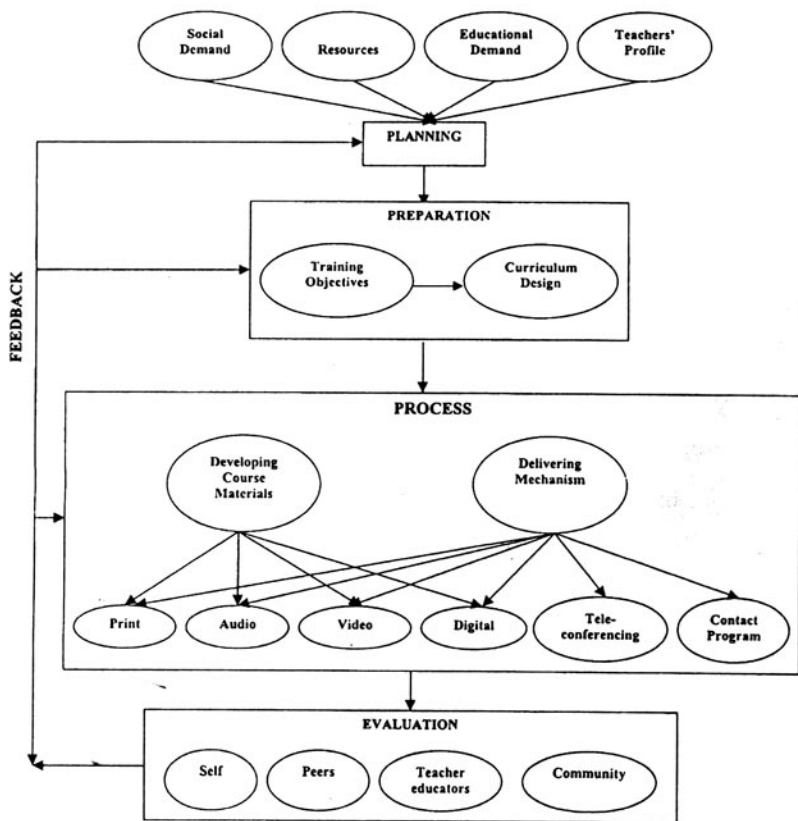 Social
Demand
Resources
Educational
Demand
Teachers'
Profile
PLANNING
PREPARATION
Training
Objectives
Curriculum
Design
FEEDBACK
PROCESS
Developing
Course
Materials
Delivering
Mechanism
Print
Audio
Video
Digital
Tele-
conferencing
Contact
Program
EVALUATION
Self
Peers
Teacher
educators
Community